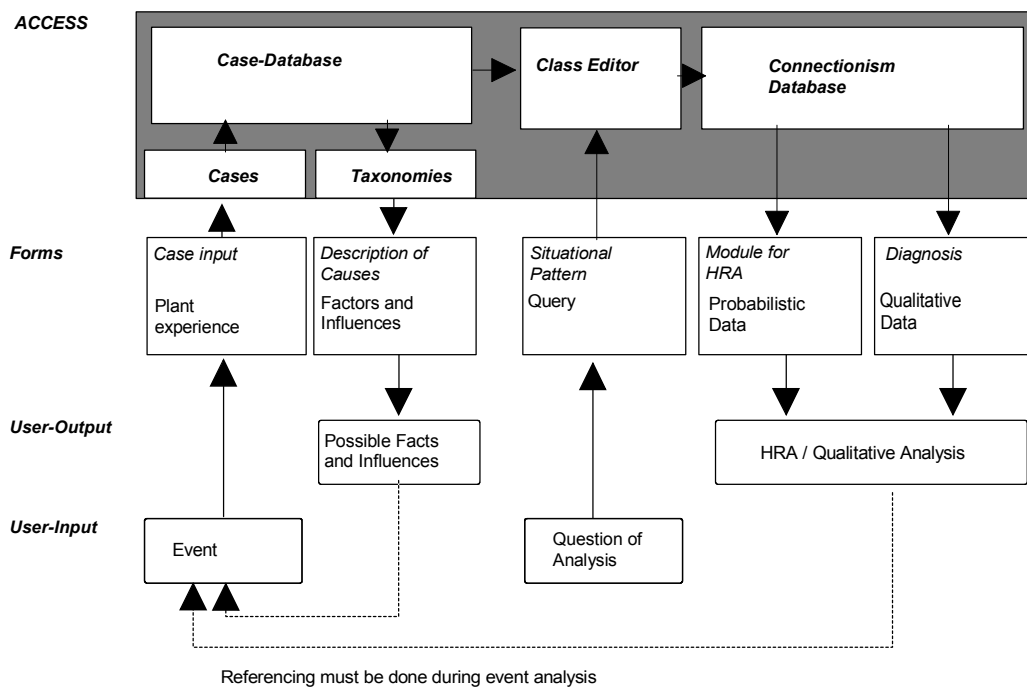 ACCESS
Case-Database
Class Editor
Connectionism
Database
Cases
Taxonomies
Forms
Case input
Plant
experience
Description of
Causes
Factors and
Influences
Situational
Pattern
Query
Module for
HRA
Probabilistic
Data
Diagnosis
Qualitative
Data
User-Output
Possible Facts
and Influences
HRA / Qualitative Analysis
User-Input
Event
Question of
Analysis
Referencing must be done during event analysis